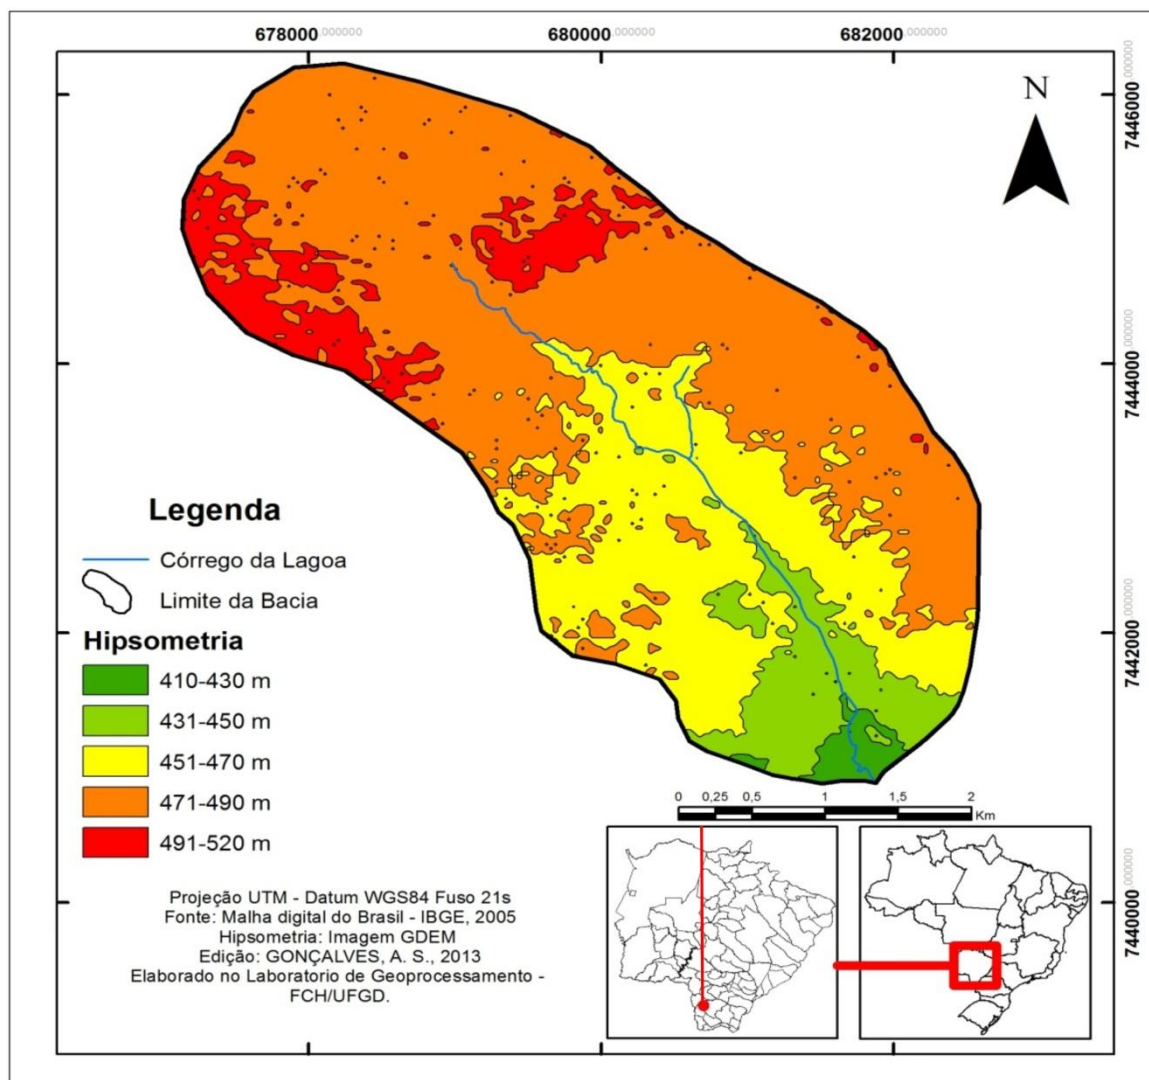 678000,000000
680000,000000
682000,000000
N
7446000,000000
7444000,000000
7442000,000000
7440000,000000
Legenda
Córrego da Lagoa
Limite da Bacia
Hipsometria
410-430 m
431-450 m
451-470 m
471-490 m
491-520 m
0 0,25 0,5 1 1,5 2
Km
Projeção UTM - Datum WGS84 Fuso 21s
Fonte: Malha digital do Brasil - IBGE, 2005
Hipsometria: Imagem GDEM
Edição: GONÇALVES, A. S., 2013
Elaborado no Laboratorio de Geoprocessamento -
FCH/UFGD.